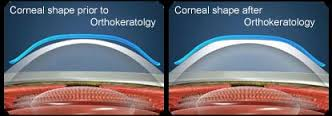 Corneal shape prior to
Orthokeratolgy
Corneal shape after
Orthokeratology